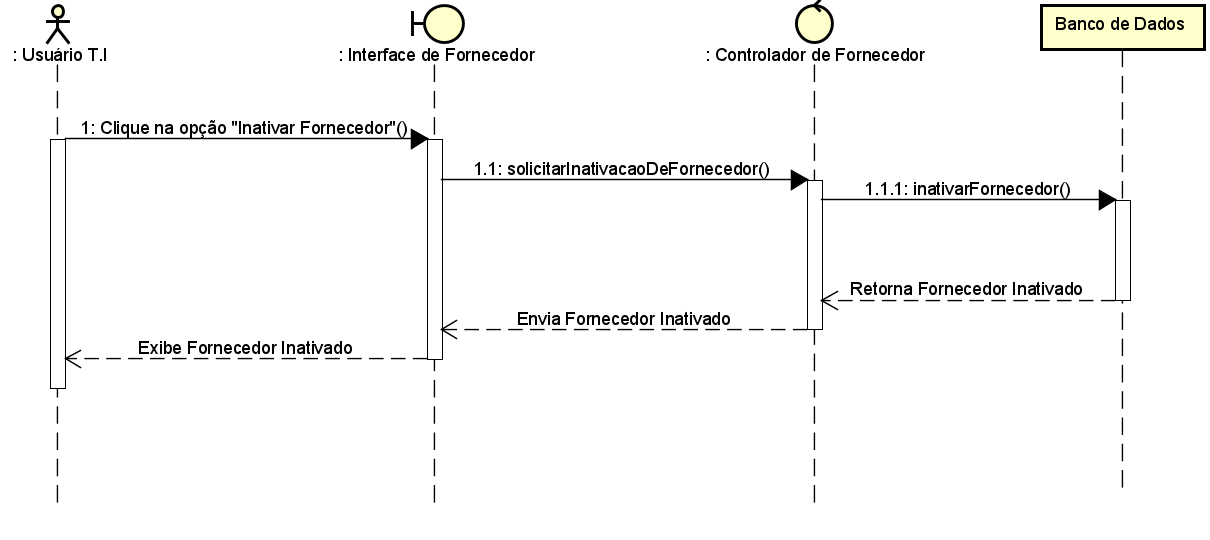 : Usuário T.I
: Interface de Fornecedor
: Controlador de Fornecedor
Banco de Dados
1: Clique na opção "Inativar Fornecedor"()
1.1: solicitarInativacaoDeFornecedor()
1.1.1: inativarFornecedor()
Retorna Fornecedor Inativado
Envia Fornecedor Inativado
Exibe Fornecedor Inativado